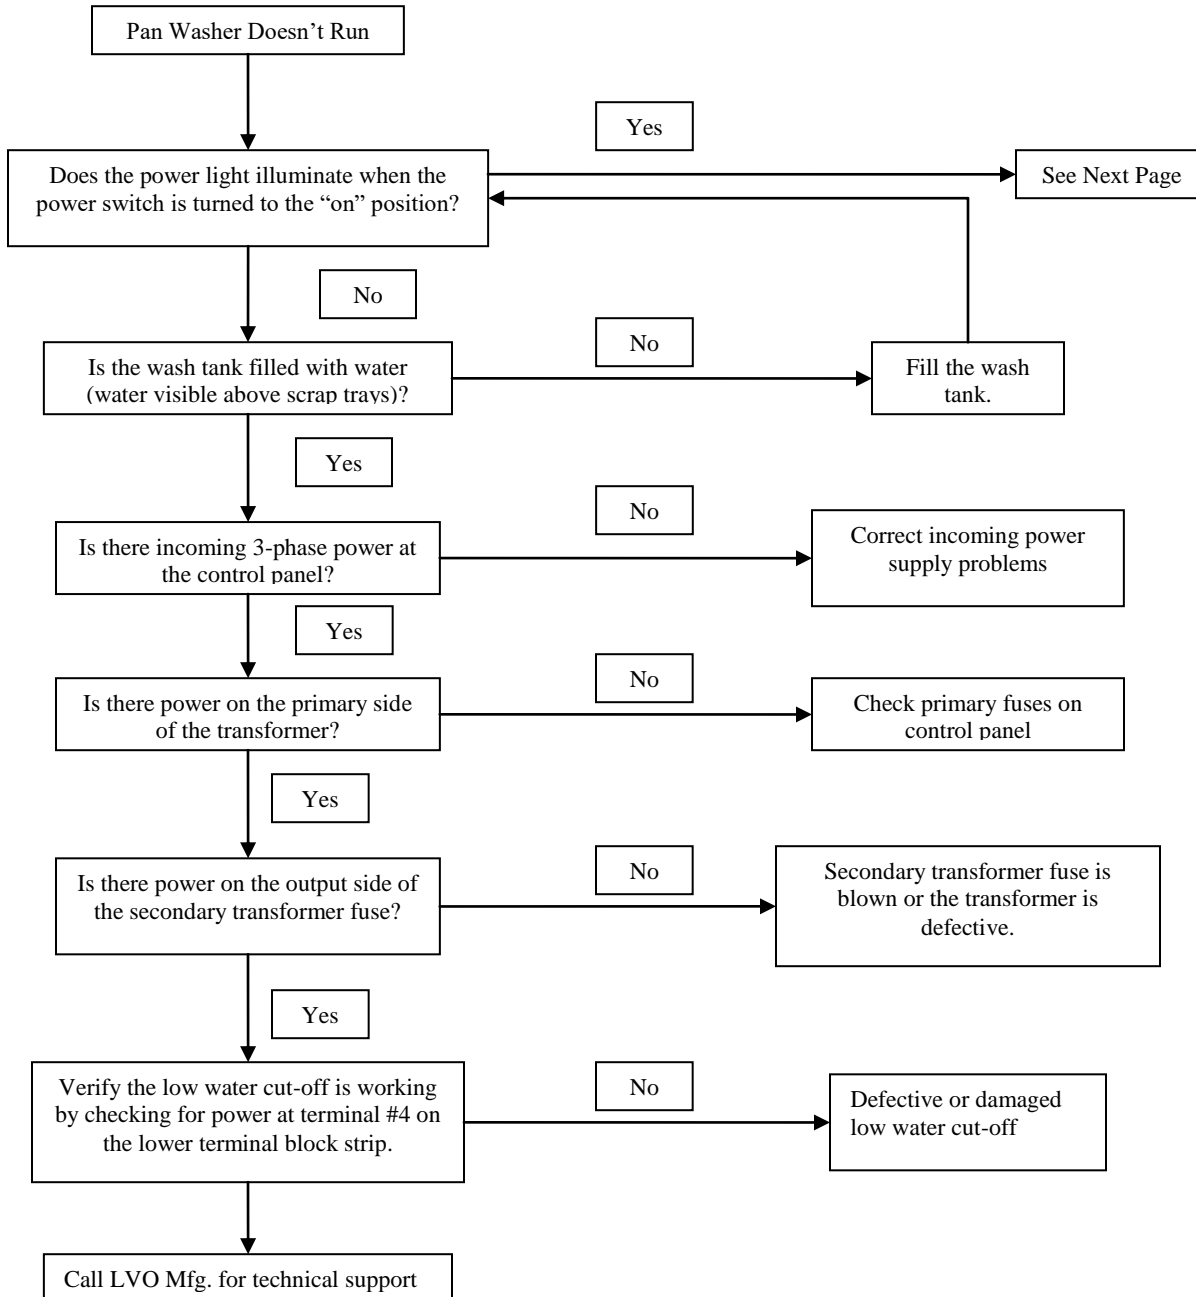 Pan Washer Doesn’t Run
Yes
Does the power light illuminate when the
power switch is turned to the “on” position?
See Next Page
No
Is the wash tank filled with water
(water visible above scrap trays)?
No
Fill the wash
tank.
Yes
Is there incoming 3-phase power at
the control panel?
No
Correct incoming power
supply problems
Yes
Is there power on the primary side
of the transformer?
No
Check primary fuses on
control panel
Yes
Is there power on the output side of
the secondary transformer fuse?
No
Secondary transformer fuse is
blown or the transformer is
defective.
Yes
Verify the low water cut-off is working
by checking for power at terminal #4 on
the lower terminal block strip.
No
Defective or damaged
low water cut-off
Call LVO Mfg. for technical support